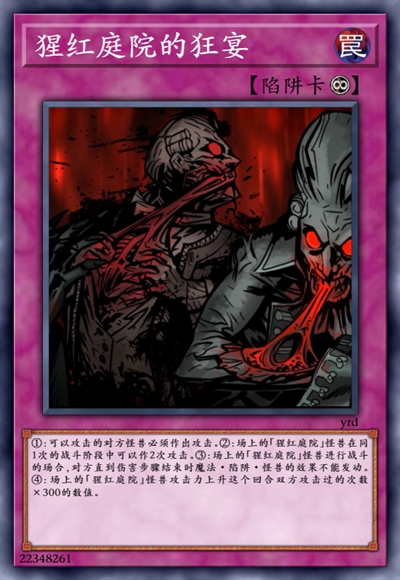 猩红庭院的狂宴
罠
【陷阱卡】
yrd
①:可以攻击的对方怪兽必须作出攻击。②:场上的「猩红庭院」怪兽在同
1次的战斗阶段中可以作2次攻击。③:场上的「猩红庭院」怪兽进行战斗
的场合,对方直到伤害步骤结束时魔法・陷阱・怪兽的效果不能发动。
④:场上的「猩红庭院」怪兽攻击力上升这个回合双方攻击过的次数
×300的数值。
22348261